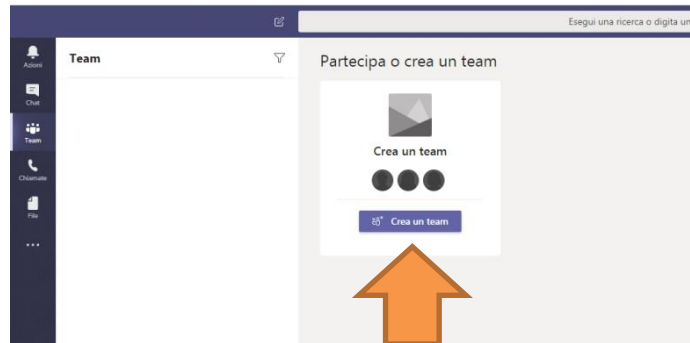 Esegui una ricerca o digita un
Azioni
Chat
Team
Chiamate
File
Team
Partecipa o crea un team
Crea un team
Crea un team